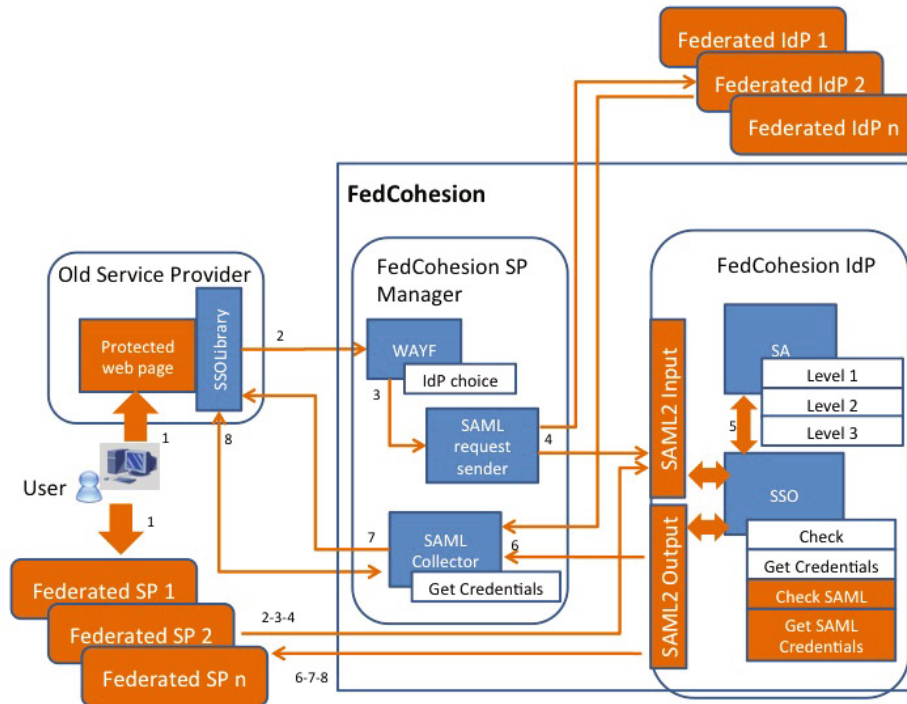 Federated IdP 1
Federated IdP 2
Federated IdP n
FedCohesion
Old Service Provider
Protected
web page
SSOLibrary
2
1
8
User
1
FedCohesion SP
Manager
WAYF
IdP choice
3
SAML
request
sender
4
7
SAML
Collector
6
Get Credentials
FedCohesion IdP
SAML2 Input
SA
Level 1
Level 2
Level 3
5
SSO
SAML2 Output
Check
Get Credentials
Check SAML
Get SAML
Credentials
Federated SP 1
Federated SP 2
Federated SP n
2-3-4
6-7-8